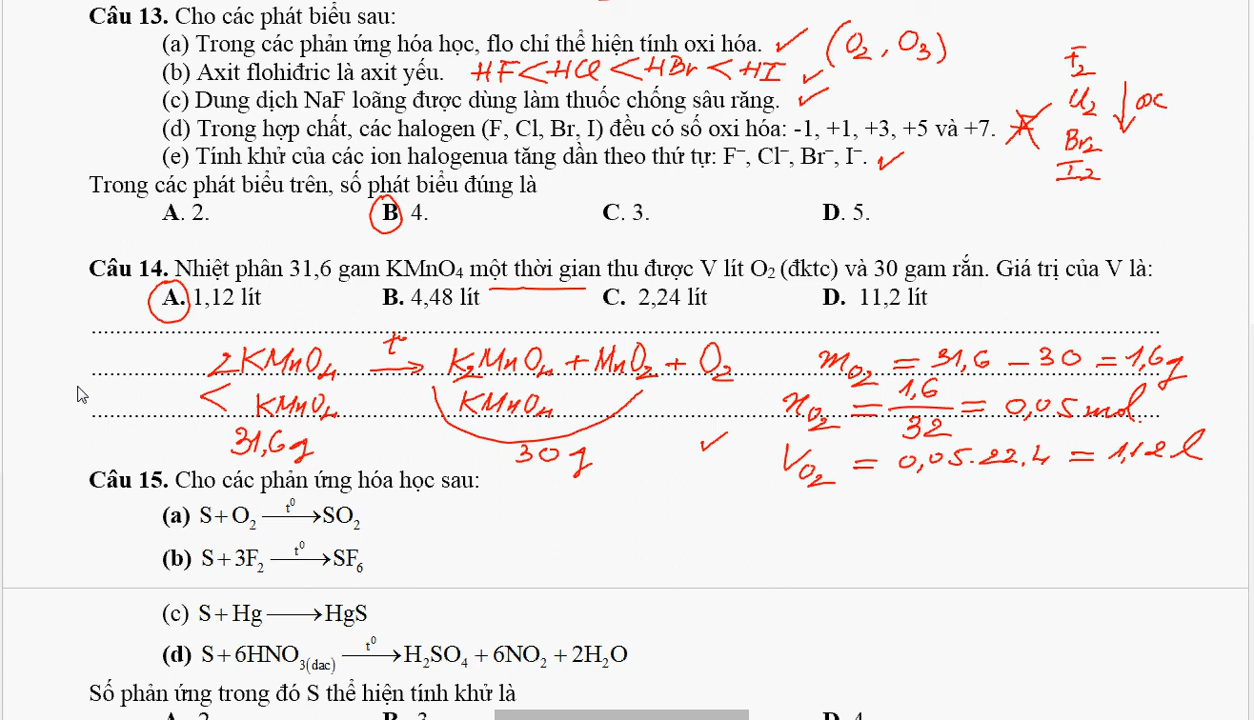 Câu 13. Cho các phát biểu sau:
(a) Trong các phản ứng hóa học, flo chỉ thể hiện tính oxi hóa. (O₂, O₃)
(b) Axit flohiđric là axit yếu. HF < HCl < HBr < HI
(c) Dung dịch NaF loãng được dùng làm thuốc chống sâu răng.
(d) Trong hợp chất, các halogen (F, Cl, Br, I) đều có số oxi hóa: -1, +1, +3, +5 và +7.
(e) Tính khử của các ion halogenua tăng dần theo thứ tự: F⁻, Cl⁻, Br⁻, I⁻.
F₂
Br₂
I₂
Trong các phát biểu trên, số phát biểu đúng là
A. 2. B 4. C. 3. D. 5.
Câu 14. Nhiệt phân 31,6 gam KMnO₄ một thời gian thu được V lít O₂ (đktc) và 30 gam rắn. Giá trị của V là:
A. 1,12 lít B. 4,48 lít C. 2,24 lít D. 11,2 lít
2KMnO₄ →(t°) K₂MnO₄ + MnO₂ + O₂ mO₂ = 31,6 – 30 = 1,6g
< KMnO₄ KMnO₄ nO₂ = 1,6/32 = 0,05 mol.
31,6g 30g VO₂ = 0,05.22,4 = 1,12 l
Câu 15. Cho các phản ứng hóa học sau:
(a) S+O₂ —t⁰→ SO₂
(b) S+3F₂ —t⁰→ SF₆
(c) S+Hg ——→ HgS
(d) S+6HNO₃(đac) —t⁰→ H₂SO₄ + 6NO₂ + 2H₂O
Số phản ứng trong đó S thể hiện tính khử là